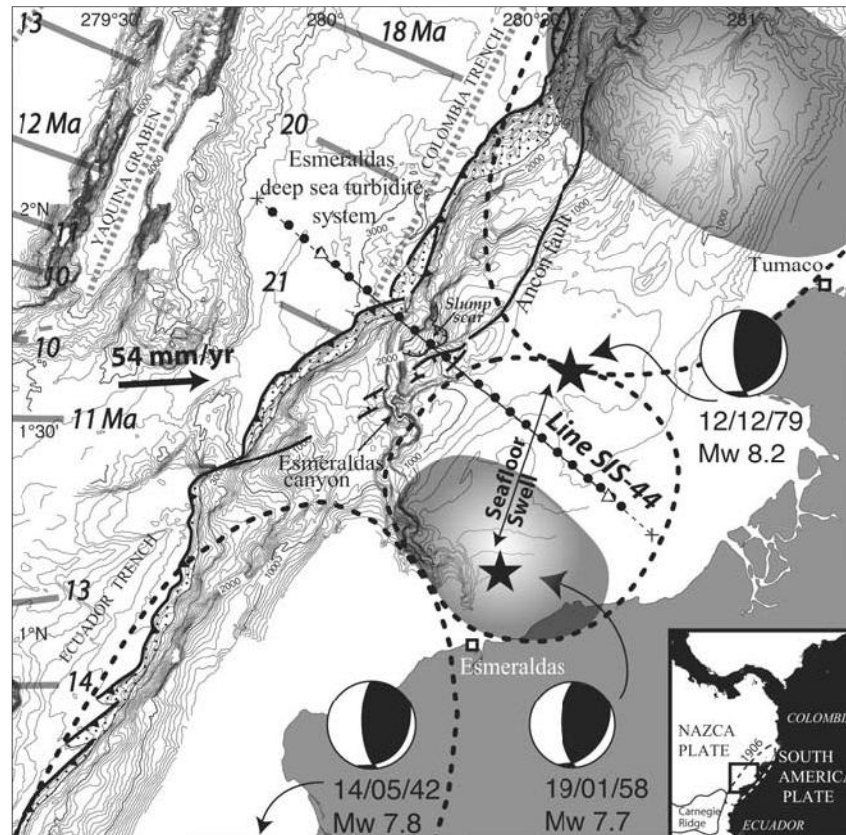 279°30'
280°
280°20'
281°
13
18 Ma
12 Ma
20
YAQUINA GRABEN
COLOMBIA TRENCH
Esmeraldas
deep sea turbidite
system
2°N
11
10
21
Ancon fault
Tumaco
Slump
scar
10
54 mm/yr
11 Ma
1°30'
12/12/79
Mw 8.2
Line SIS-44
Esmeraldas
canyon
Seafloor
Swell
ECUADOR TRENCH
13
1°N
14
Esmeraldas
14/05/42
Mw 7.8
19/01/58
Mw 7.7
NAZCA
PLATE
COLOMBIA
1906
SOUTH
AMERICA
PLATE
Carnegie
Ridge
ECUADOR
1000
2000
3000